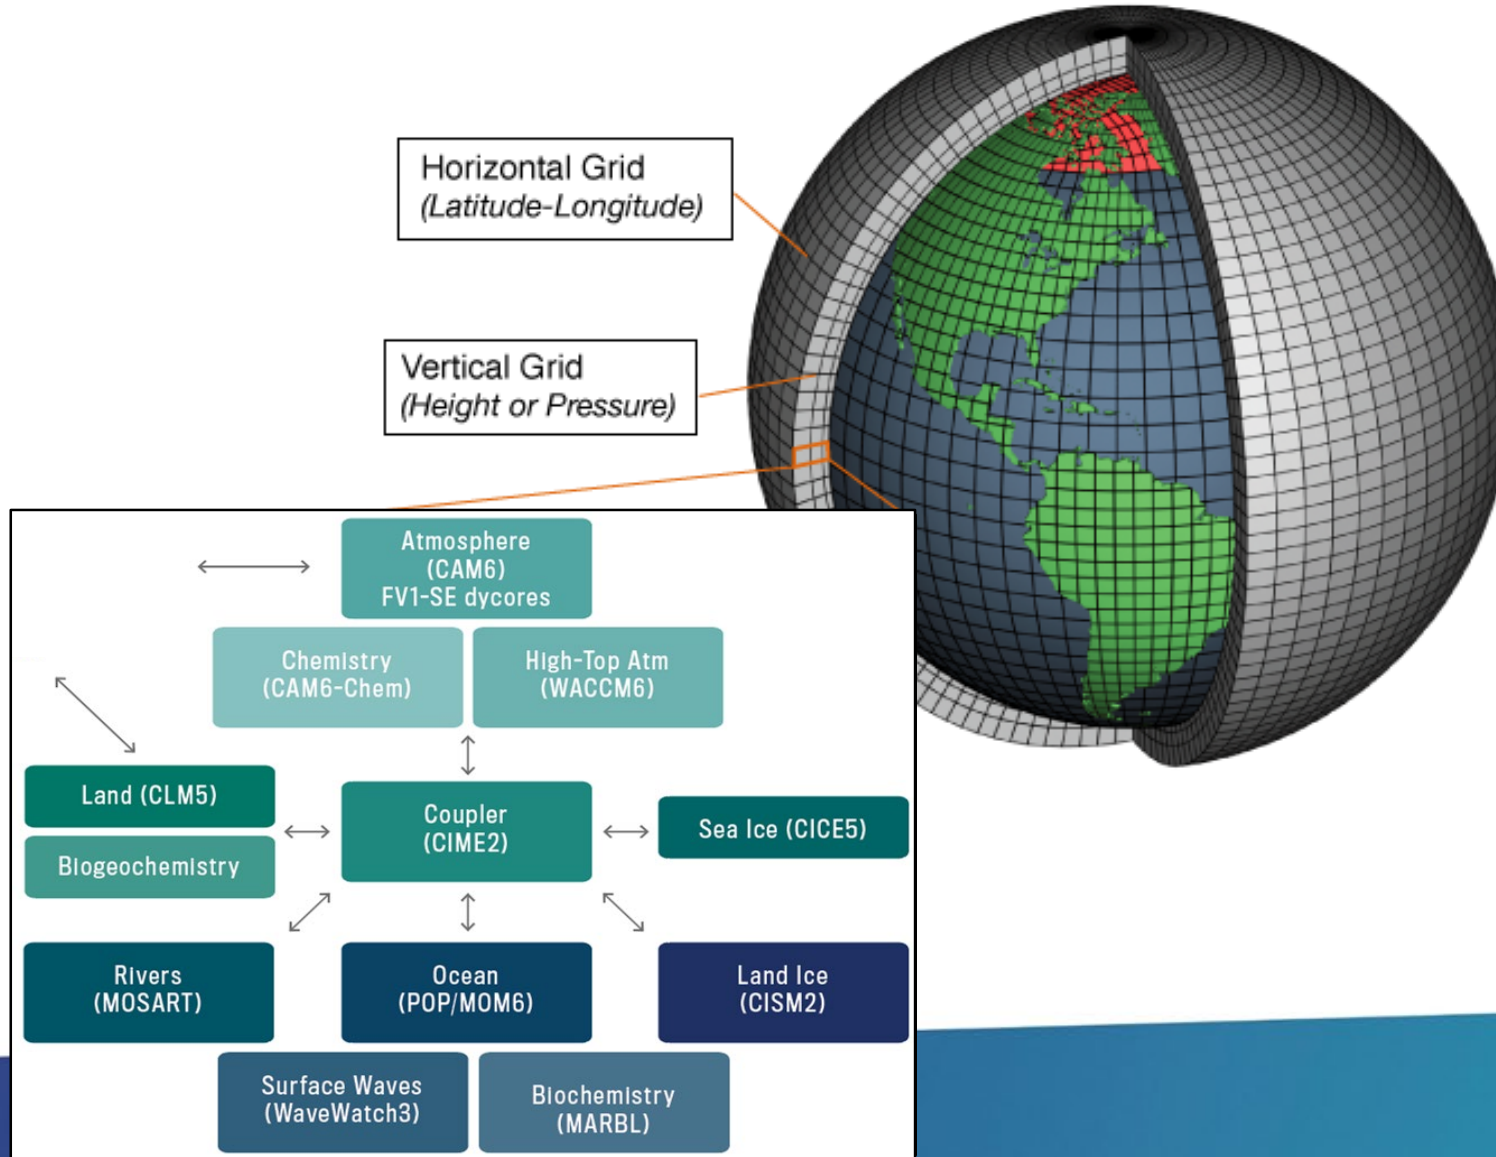 Horizontal Grid
(Latitude-Longitude)
Vertical Grid
(Height or Pressure)
Atmosphere
(CAM6)
FV1-SE dycores
Chemistry
(CAM6-Chem)
High-Top Atm
(WACCM6)
Land (CLM5)
Biogeochemistry
Coupler
(CIME2)
Sea Ice (CICE5)
Rivers
(MOSART)
Ocean
(POP/MOM6)
Land Ice
(CISM2)
Surface Waves
(WaveWatch3)
Biochemistry
(MARBL)